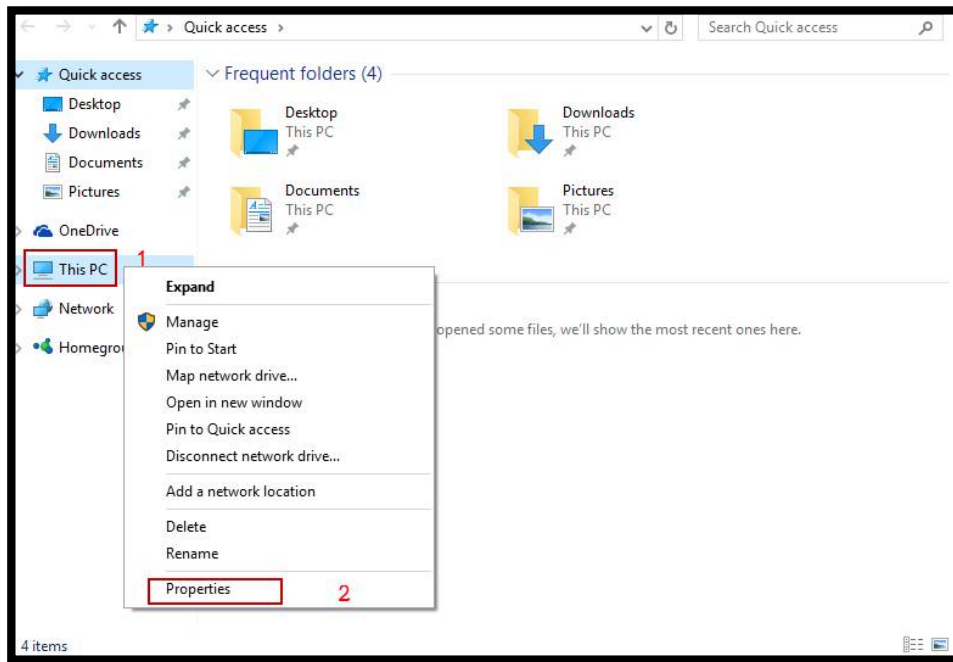 Quick access
Search Quick access
Quick access
Desktop
Downloads
Documents
Pictures
OneDrive
This PC
Network
Homegrou
Frequent folders (4)
Desktop
This PC
Downloads
This PC
Documents
This PC
Pictures
This PC
opened some files, we'll show the most recent ones here.
1
Expand
Manage
Pin to Start
Map network drive...
Open in new window
Pin to Quick access
Disconnect network drive...
Add a network location
Delete
Rename
Properties
2
4 items